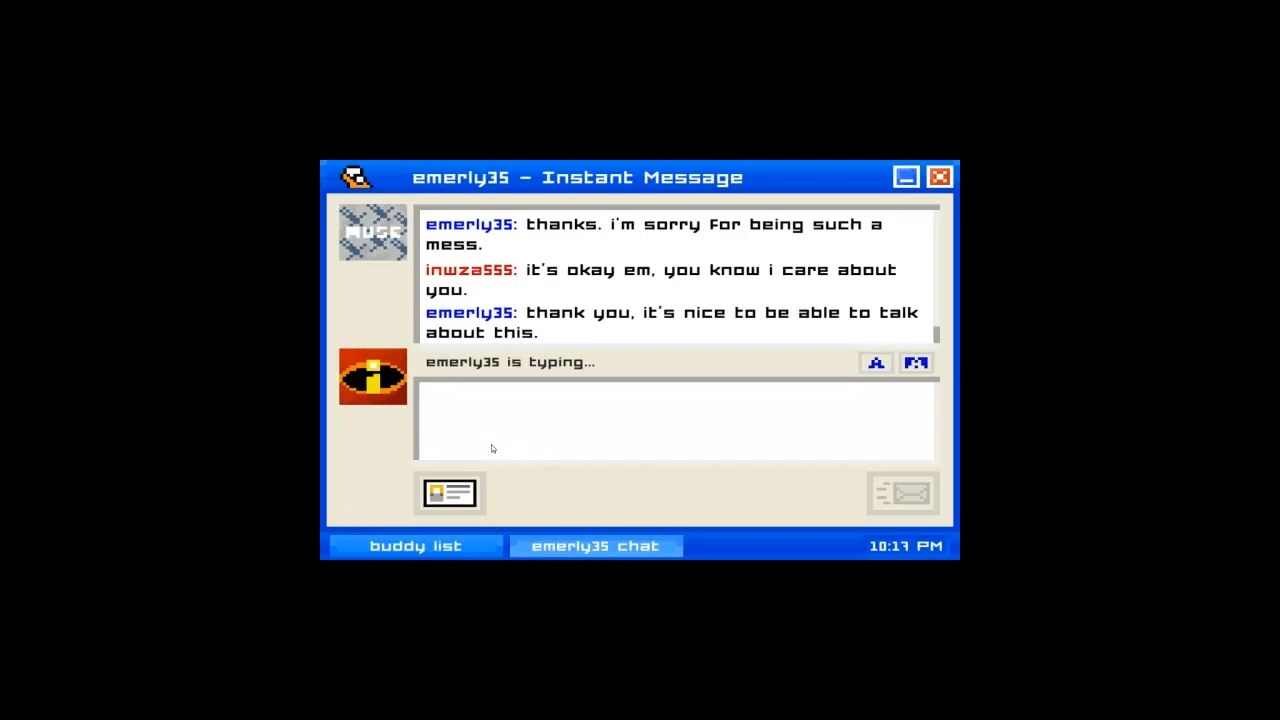 emerly35 - Instant Message
MUSE
emerly35: thanks. i'm sorry for being such a
mess.
inwza555: it's okay em, you know i care about
you.
emerly35: thank you, it's nice to be able to talk
about this.
emerly35 is typing...
A
buddy list
emerly35 chat
10:17 PM